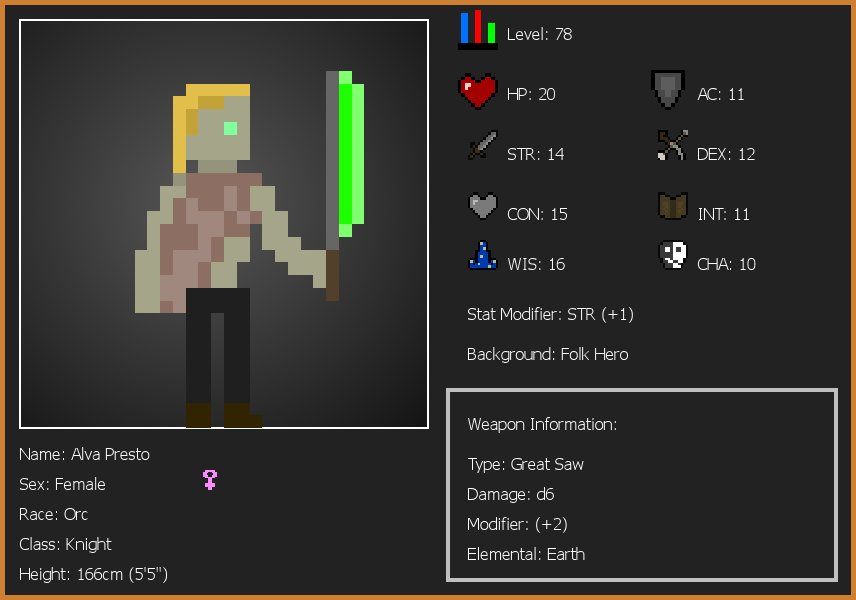 Level: 78
HP: 20
AC: 11
STR: 14
DEX: 12
CON: 15
INT: 11
WIS: 16
CHA: 10
Stat Modifier: STR (+1)
Background: Folk Hero
Weapon Information:
Type: Great Saw
Damage: d6
Modifier: (+2)
Elemental: Earth
Name: Alva Presto
Sex: Female
Race: Orc
Class: Knight
Height: 166cm (5'5")